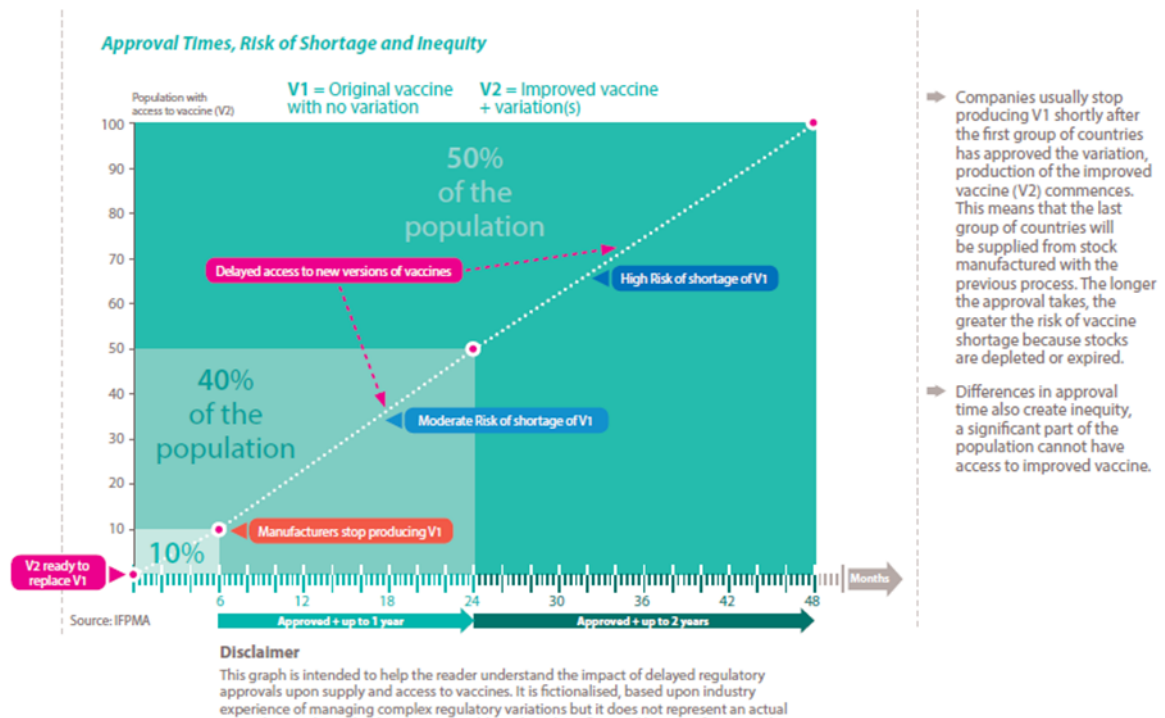 Approval Times, Risk of Shortage and Inequity
Population with
access to vaccine (V2)
V1 = Original vaccine
with no variation
V2 = Improved vaccine
+ variation(s)
100
90
80
70
60
50
40
30
20
10
50%
of the
population
Delayed access to new versions of vaccines
High Risk of shortage of V1
40%
of the
population
Moderate Risk of shortage of V1
Manufacturers stop producing V1
10%
V2 ready to
replace V1
6
12
18
24
30
36
42
48
Months
Source: IFPMA
Approved + up to 1 year
Approved + up to 2 years
Companies usually stop
producing V1 shortly after
the first group of countries
has approved the variation,
production of the improved
vaccine (V2) commences.
This means that the last
group of countries will
be supplied from stock
manufactured with the
previous process. The longer
the approval takes, the
greater the risk of vaccine
shortage because stocks
are depleted or expired.
Differences in approval
time also create inequity,
a significant part of the
population cannot have
access to improved vaccine.
Disclaimer
This graph is intended to help the reader understand the impact of delayed regulatory
approvals upon supply and access to vaccines. It is fictionalised, based upon industry
experience of managing complex regulatory variations but it does not represent an actual